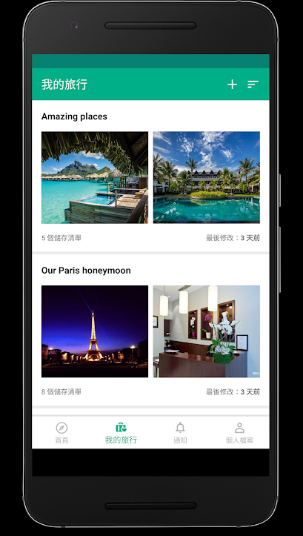 我的旅行
Amazing places
5 個儲存清單 最後修改：3 天前
Our Paris honeymoon
8 個儲存清單 最後修改：3 天前
首頁 我的旅行 通知 個人檔案